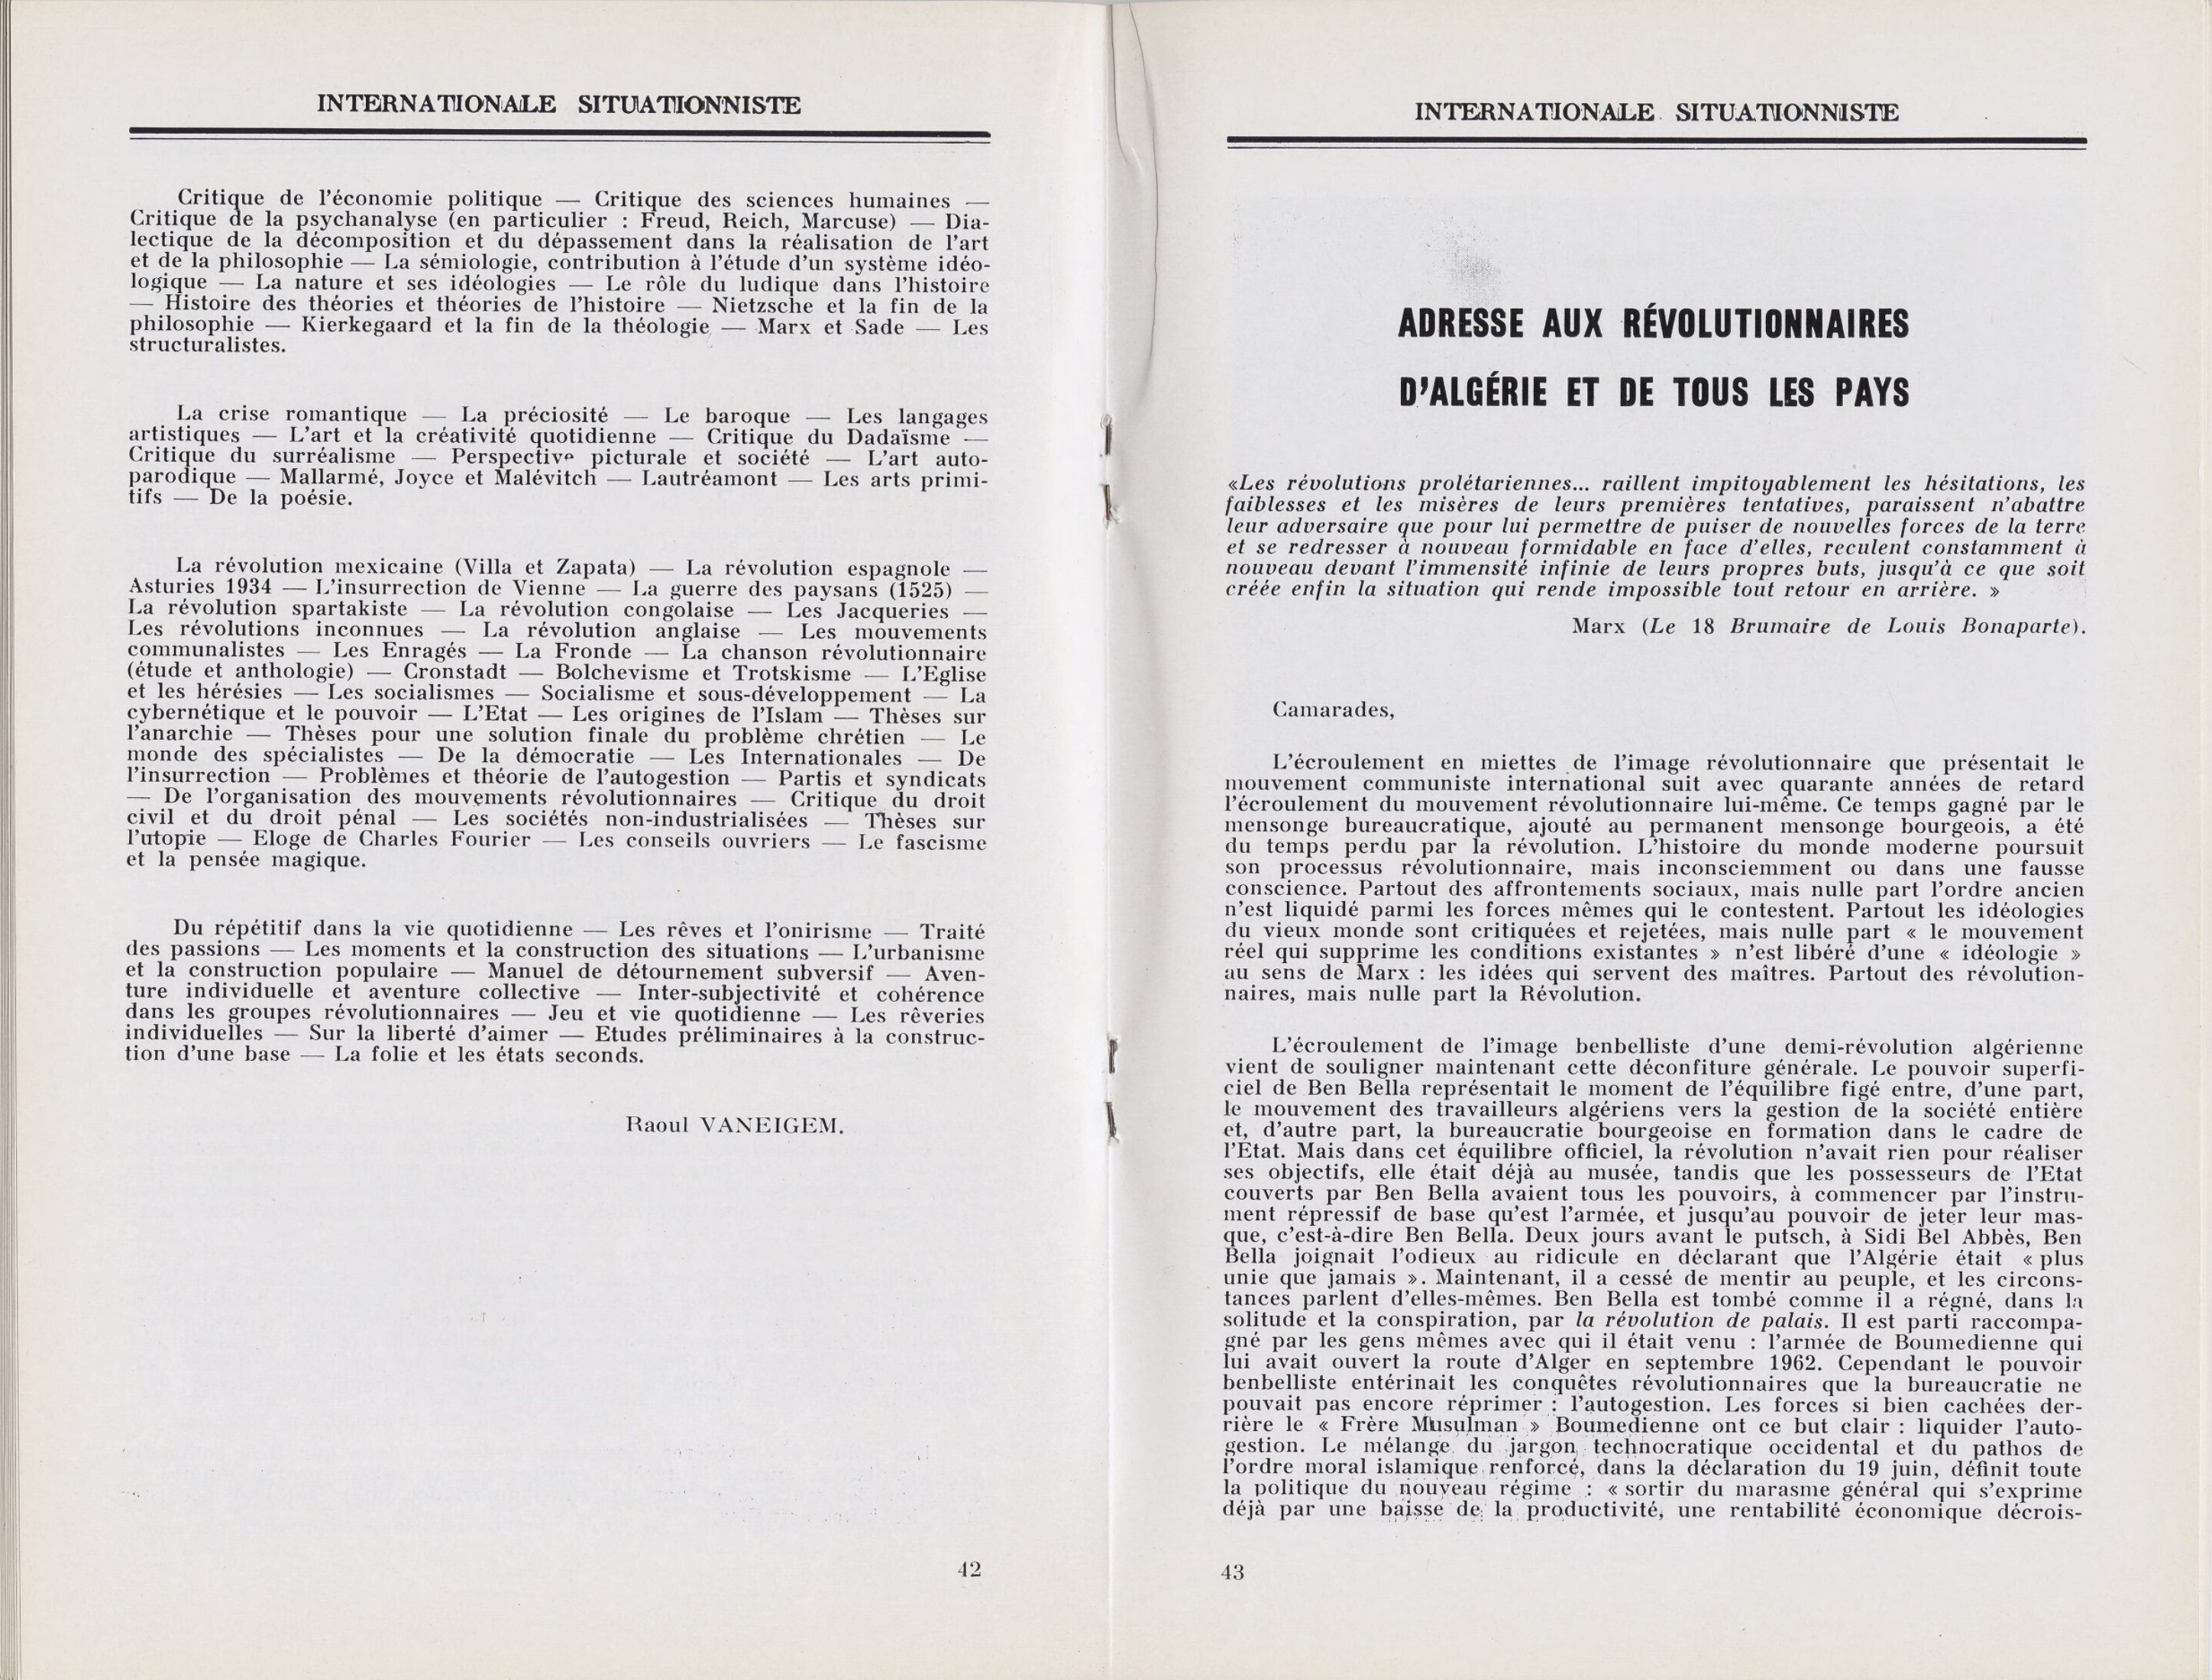 INTERNATIONALE SITUATIONNISTE
Critique de l'économie politique — Critique des sciences humaines —
Critique de la psychanalyse (en particulier : Freud, Reich, Marcuse) — Dia-
lectique de la décomposition et du dépassement dans la réalisation de l'art
et de la philosophie — La sémiologie, contribution à l'étude d'un système idéo-
logique — La nature et ses idéologies — Le rôle du ludique dans l'histoire
— Histoire des théories et théories de l'histoire — Nietzsche et la fin de la
philosophie — Kierkegaard et la fin de la théologie — Marx et Sade — Les
structuralistes.
La crise romantique — La préciosité — Le baroque — Les langages
artistiques — L'art et la créativité quotidienne — Critique du Dadaïsme —
Critique du surréalisme — Perspective picturale et société — L'art auto-
parodique — Mallarmé, Joyce et Malévitch — Lautréamont — Les arts primi-
tifs — De la poésie.
La révolution mexicaine (Villa et Zapata) — La révolution espagnole —
Asturies 1934 — L'insurrection de Vienne — La guerre des paysans (1525) —
La révolution spartakiste — La révolution congolaise — Les Jacqueries —
Les révolutions inconnues — La révolution anglaise — Les mouvements
communalistes — Les Enragés — La Fronde — La chanson révolutionnaire
(étude et anthologie) — Cronstadt — Bolchevisme et Trotskisme — L'Eglise
et les hérésies — Les socialismes — Socialisme et sous-développement — La
cybernétique et le pouvoir — L'Etat — Les origines de l'Islam — Thèses sur
l'anarchie — Thèses pour une solution finale du problème chrétien — Le
monde des spécialistes — De la démocratie — Les Internationales — De
l'insurrection — Problèmes et théorie de l'autogestion — Partis et syndicats
— De l'organisation des mouvements révolutionnaires — Critique du droit
civil et du droit pénal — Les sociétés non-industrialisées — Thèses sur
l'utopie — Eloge de Charles Fourier — Les conseils ouvriers — Le fascisme
et la pensée magique.
Du répétitif dans la vie quotidienne — Les rêves et l'onirisme — Traité
des passions — Les moments et la construction des situations — L'urbanisme
et la construction populaire — Manuel de détournement subversif — Aven-
ture individuelle et aventure collective — Inter-subjectivité et cohérence
dans les groupes révolutionnaires — Jeu et vie quotidienne — Les rêveries
individuelles — Sur la liberté d'aimer — Etudes préliminaires à la construc-
tion d'une base — La folie et les états seconds.
Raoul VANEIGEM.
42
INTERNATIONALE SITUATIONNISTE
ADRESSE AUX RÉVOLUTIONNAIRES
D'ALGÉRIE ET DE TOUS LES PAYS
«Les révolutions prolétariennes... raillent impitoyablement les hésitations, les
faiblesses et les misères de leurs premières tentatives, paraissent n'abattre
leur adversaire que pour lui permettre de puiser de nouvelles forces de la terre
et se redresser à nouveau formidable en face d'elles, reculent constamment à
nouveau devant l'immensité infinie de leurs propres buts, jusqu'à ce que soit
créée enfin la situation qui rende impossible tout retour en arrière. »
Marx (Le 18 Brumaire de Louis Bonaparte).
Camarades,
L'écroulement en miettes de l'image révolutionnaire que présentait le
mouvement communiste international suit avec quarante années de retard
l'écroulement du mouvement révolutionnaire lui-même. Ce temps gagné par le
mensonge bureaucratique, ajouté au permanent mensonge bourgeois, a été
du temps perdu par la révolution. L'histoire du monde moderne poursuit
son processus révolutionnaire, mais inconsciemment ou dans une fausse
conscience. Partout des affrontements sociaux, mais nulle part l'ordre ancien
n'est liquidé parmi les forces mêmes qui le contestent. Partout les idéologies
du vieux monde sont critiquées et rejetées, mais nulle part « le mouvement
réel qui supprime les conditions existantes » n'est libéré d'une « idéologie »
au sens de Marx : les idées qui servent des maîtres. Partout des révolution-
naires, mais nulle part la Révolution.
L'écroulement de l'image benbelliste d'une demi-révolution algérienne
vient de souligner maintenant cette déconfiture générale. Le pouvoir superfi-
ciel de Ben Bella représentait le moment de l'équilibre figé entre, d'une part,
le mouvement des travailleurs algériens vers la gestion de la société entière
et, d'autre part, la bureaucratie bourgeoise en formation dans le cadre de
l'Etat. Mais dans cet équilibre officiel, la révolution n'avait rien pour réaliser
ses objectifs, elle était déjà au musée, tandis que les possesseurs de l'Etat
couverts par Ben Bella avaient tous les pouvoirs, à commencer par l'instru-
ment répressif de base qu'est l'armée, et jusqu'au pouvoir de jeter leur mas-
que, c'est-à-dire Ben Bella. Deux jours avant le putsch, à Sidi Bel Abbès, Ben
Bella joignait l'odieux au ridicule en déclarant que l'Algérie était « plus
unie que jamais ». Maintenant, il a cessé de mentir au peuple, et les circons-
tances parlent d'elles-mêmes. Ben Bella est tombé comme il a régné, dans la
solitude et la conspiration, par la révolution de palais. Il est parti raccompa-
gné par les gens mêmes avec qui il était venu : l'armée de Boumedienne qui
lui avait ouvert la route d'Alger en septembre 1962. Cependant le pouvoir
benbelliste entérinait les conquêtes révolutionnaires que la bureaucratie ne
pouvait pas encore réprimer : l'autogestion. Les forces si bien cachées der-
rière le « Frère Musulman » Boumedienne ont ce but clair : liquider l'auto-
gestion. Le mélange du jargon technocratique occidental et du pathos de
l'ordre moral islamique renforcé, dans la déclaration du 19 juin, définit toute
la politique du nouveau régime : « sortir du marasme général qui s'exprime
déjà par une baisse de la productivité, une rentabilité économique décrois-
43